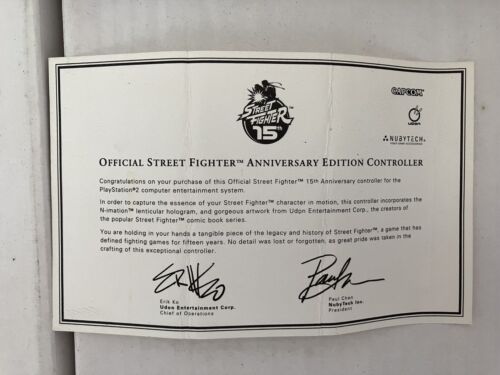 STREET
FIGHTER™
15th
CAPCOM
UDON
NUBYTECH
OFFICIAL STREET FIGHTER™ ANNIVERSARY EDITION CONTROLLER
Congratulations on your purchase of this Official Street Fighter™ 15th Anniversary controller for the
PlayStation®2 computer entertainment system.
In order to capture the essence of your Street Fighter™ character in motion, this controller incorporates the
N-imation™ lenticular hologram, and gorgeous artwork from Udon Entertainment Corp., the creators of
the popular Street Fighter™ comic book series.
You are holding in your hands a tangible piece of the legacy and history of Street Fighter™, a game that has
defined fighting games for fifteen years. No detail was lost or forgotten, as great pride was taken in the
crafting of this exceptional controller.
Erik Ko
Udon Entertainment Corp.
Chief of Operations
Paul Chen
NubyTech Inc.
President